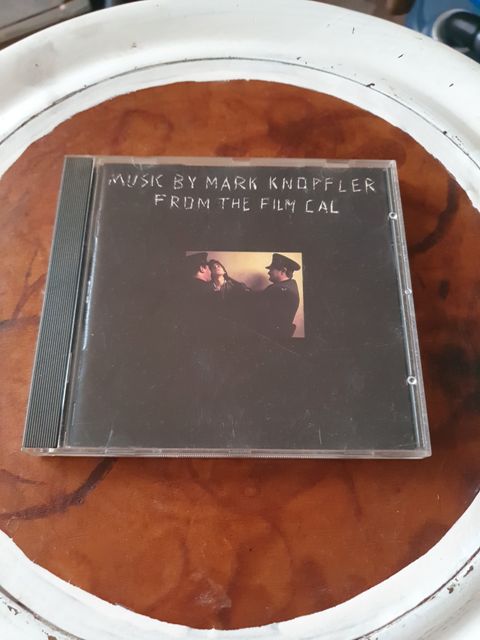 MUSIC BY MARK KNOPFLER
FROM THE FILM CAL